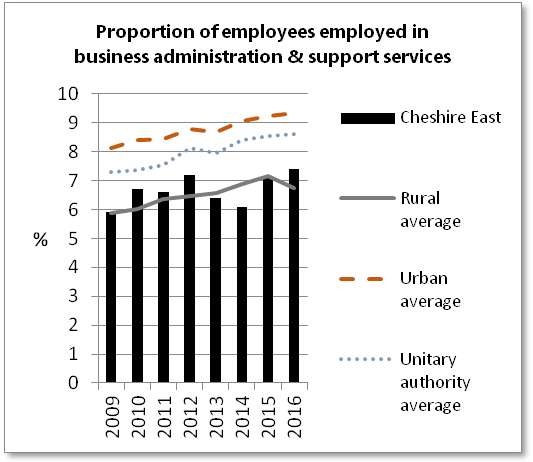 Proportion of employees employed in
business administration & support services
10
9
8
7
6
5
4
3
2
1
0
%
2009
2010
2011
2012
2013
2014
2015
2016
Cheshire East
Rural
average
Urban
average
Unitary
authority
average